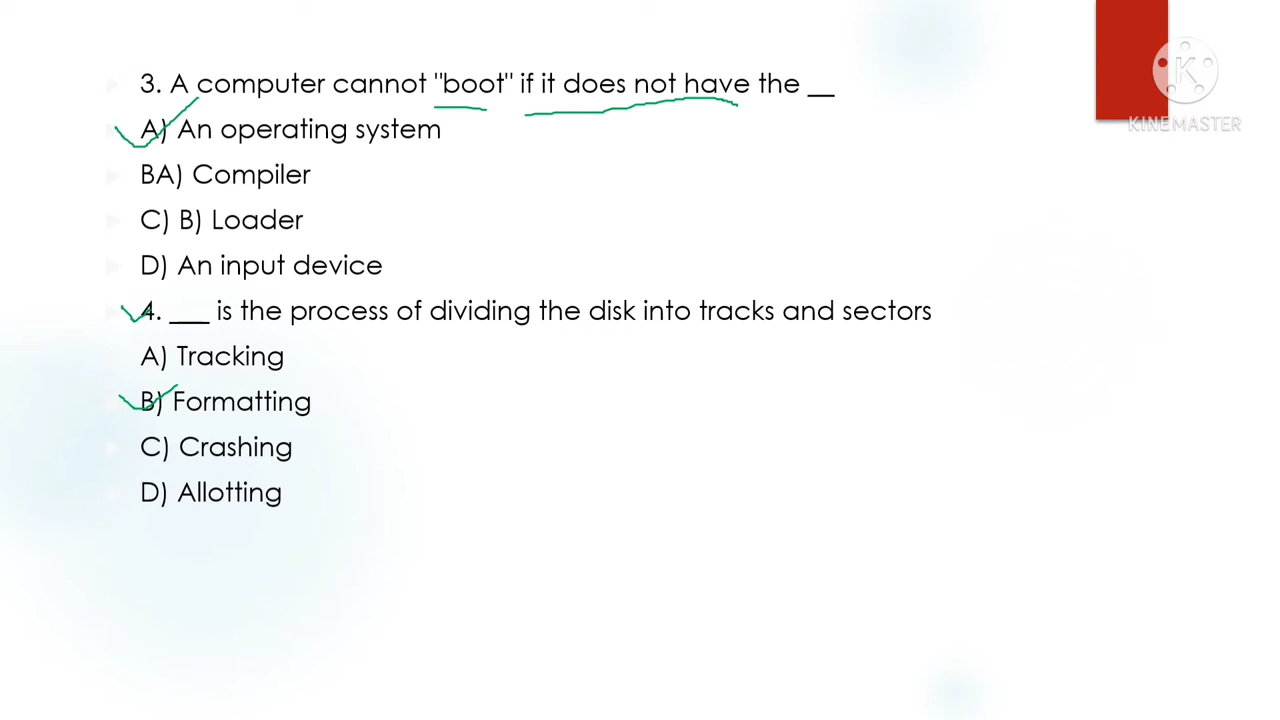 3. A computer cannot "boot" if it does not have the __
A) An operating system
BA) Compiler
C) B) Loader
D) An input device
4. ___ is the process of dividing the disk into tracks and sectors
A) Tracking
B) Formatting
C) Crashing
D) Allotting
K
KINEMASTER